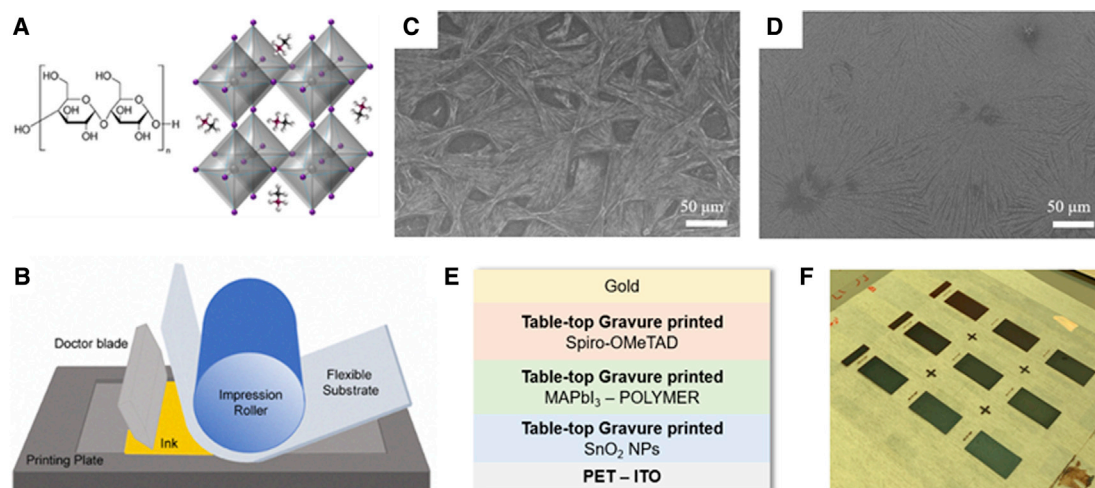 A
HO
HO
OH
O
OH
O
HO
O
OH
OH
O
H
n
C
50 µm
D
50 µm
B
Doctor blade
Impression
Roller
Flexible
Substrate
Ink
Printing Plate
E
Gold
Table-top Gravure printed
Spiro-OMeTAD
Table-top Gravure printed
MAPbI₃ – POLYMER
Table-top Gravure printed
SnO₂ NPs
PET – ITO
F